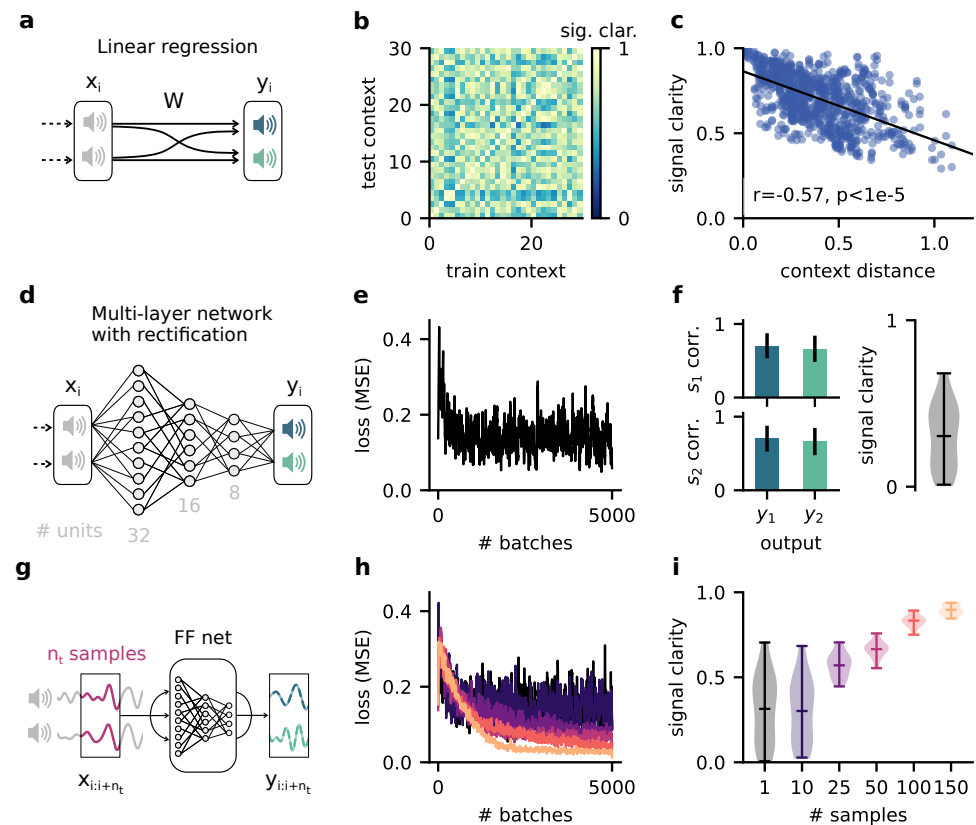 a
Linear regression
xi
W
yi
b
sig. clar.
30
20
10
0
0
20
test context
train context
1
0
c
1.0
0.5
0.0
0.0
0.5
1.0
signal clarity
context distance
r=-0.57, p<1e-5
d
Multi-layer network
with rectification
xi
yi
# units
32
16
8
e
0.4
0.2
0.0
0
5000
loss (MSE)
# batches
f
1
0
s1 corr.
1
0
s2 corr.
y1
y2
output
1
0
signal clarity
g
nt samples
FF net
xi:i+nt
yi:i+nt
h
0.4
0.2
0.0
0
5000
loss (MSE)
# batches
i
1.0
0.5
0.0
signal clarity
1
10
25
50
100
150
# samples